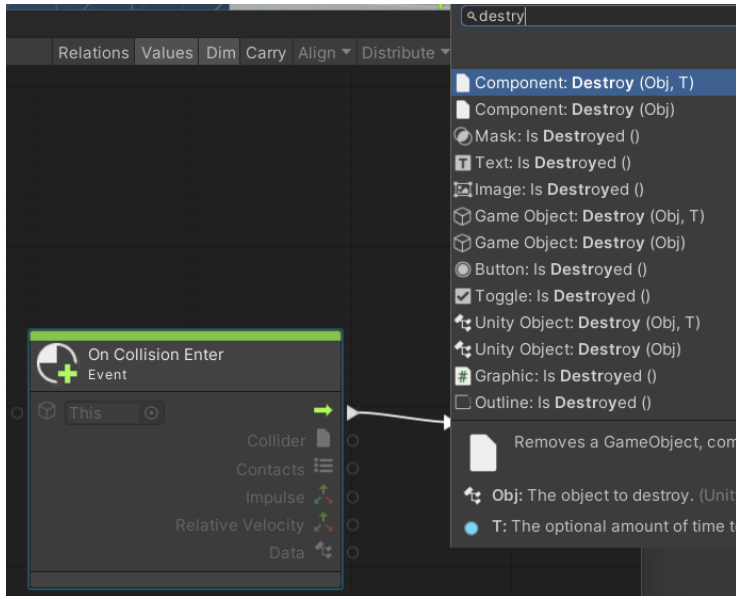 destry
Relations Values Dim Carry Align Distribute
Component: Destroy (Obj, T)
Component: Destroy (Obj)
Mask: Is Destroyed ()
Text: Is Destroyed ()
Image: Is Destroyed ()
Game Object: Destroy (Obj, T)
Game Object: Destroy (Obj)
Button: Is Destroyed ()
Toggle: Is Destroyed ()
Unity Object: Destroy (Obj, T)
Unity Object: Destroy (Obj)
Graphic: Is Destroyed ()
Outline: Is Destroyed ()
Removes a GameObject, com
Obj: The object to destroy. (Unit
T: The optional amount of time t
On Collision Enter
Event
This
Collider
Contacts
Impulse
Relative Velocity
Data